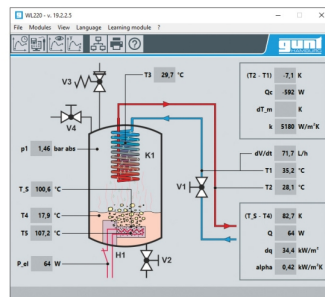 WL220 - v. 19.2.2.5
File Modules View Language Learning module ?
gunt
V3
T3 29,7 °C
V4
K1
p1 1,46 bar abs
T_S 100,6 °C
T4 17,9 °C
T5 107,2 °C
P_el 64 W
H1
V2
V1
(T2 - T1) -7,1 K
Qc -592 W
dT_m K
k 5180 W/m²K
dV/dt 71,7 L/h
T1 35,2 °C
T2 28,1 °C
(T_S - T4) 82,7 K
Q 64 W
dq 34,4 kW/m²
alpha 0,42 kW/m²K